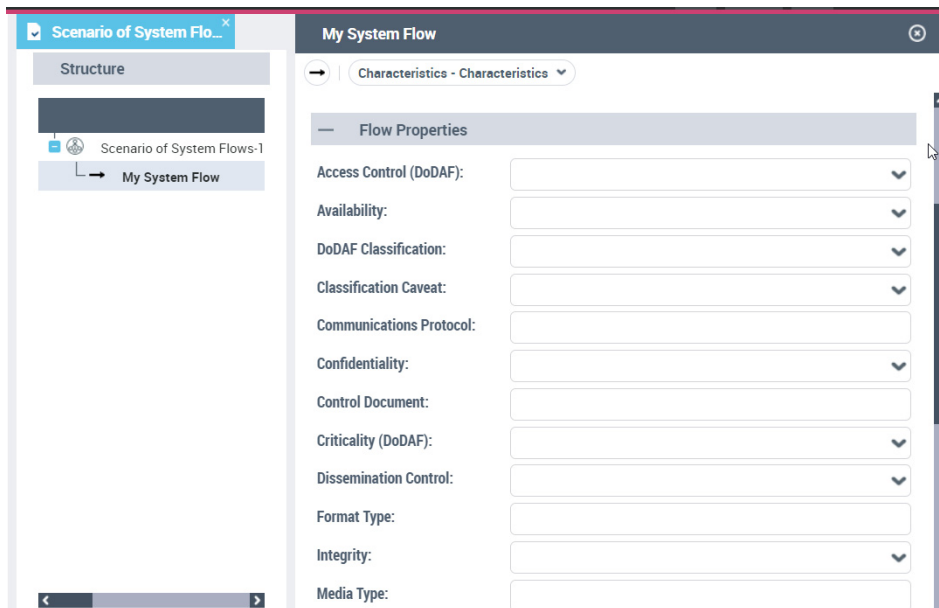 Scenario of System Flo...
Structure
Scenario of System Flows-1
My System Flow
My System Flow
Characteristics - Characteristics
Flow Properties
Access Control (DoDAF):
Availability:
DoDAF Classification:
Classification Caveat:
Communications Protocol:
Confidentiality:
Control Document:
Criticality (DoDAF):
Dissemination Control:
Format Type:
Integrity:
Media Type: